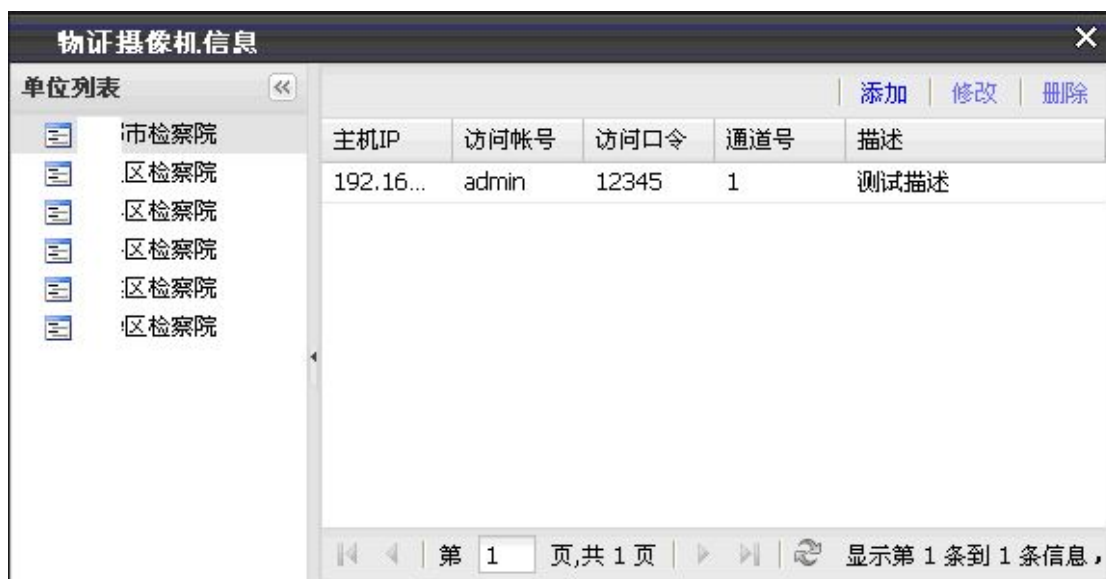 物证摄像机信息
单位列表
市检察院
区检察院
区检察院
区检察院
区检察院
区检察院
添加 修改 删除
主机IP 访问帐号 访问口令 通道号 描述
192.16... admin 12345 1 测试描述
第 1 页,共 1 页 显示第 1 条到 1 条信息，